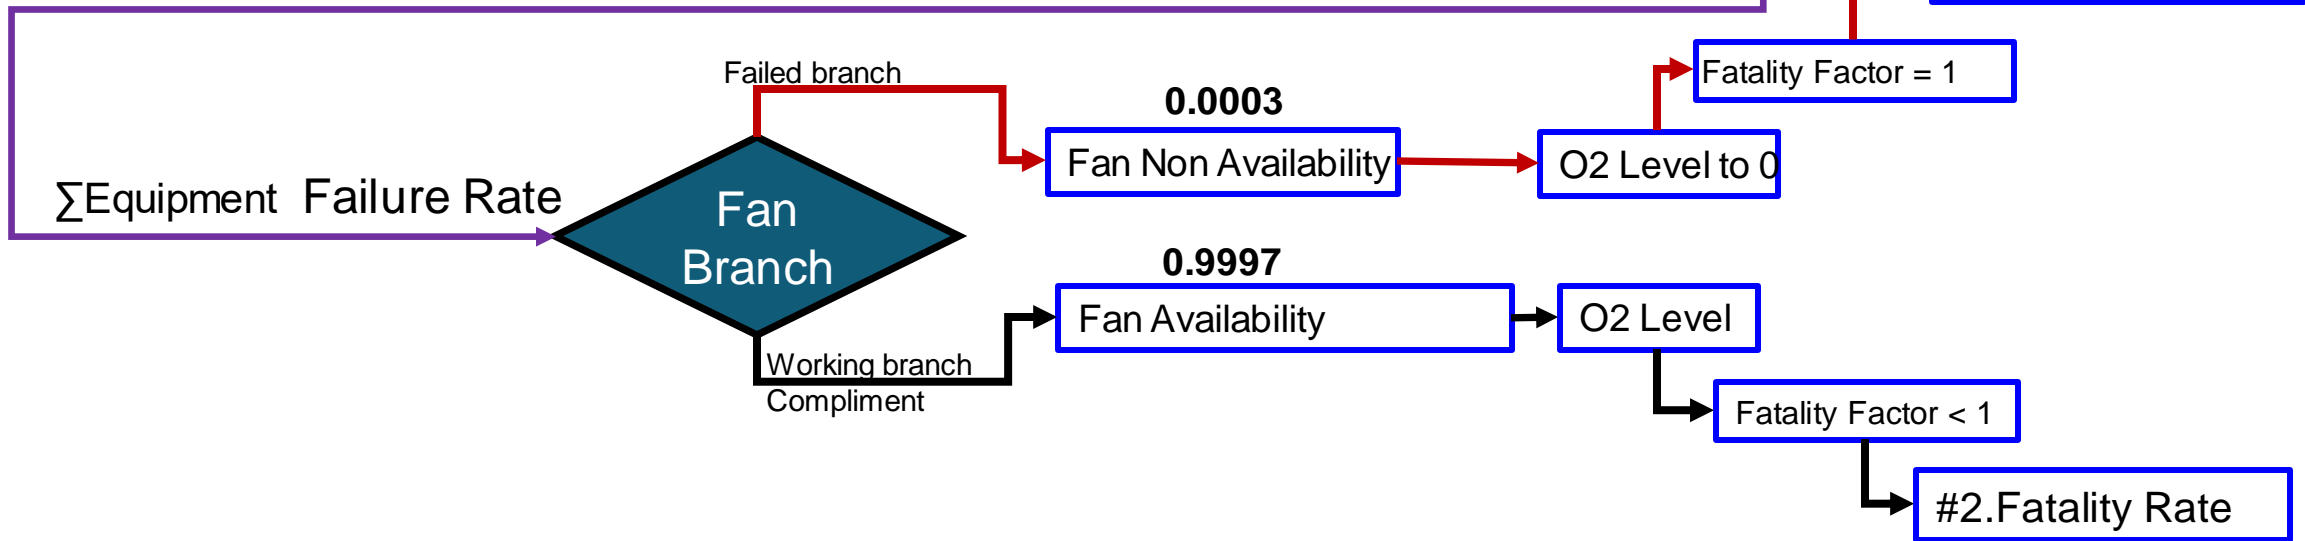 Failed branch
0.0003
Fatality Factor = 1
Fan Non Availability
O2 Level to 0
∑Equipment Failure Rate
Fan
Branch
0.9997
Fan Availability
O2 Level
Working branch
Compliment
Fatality Factor < 1
#2.Fatality Rate